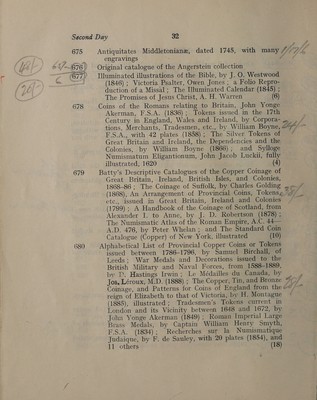 Second Day 32
675 Antiquitates Middletonianæ, dated 1745, with many
engravings
676 Original catalogue of the Angerstein collection
677 Illuminated illustrations of the Bible, by J. O. Westwood
(1846) ; Victoria Psalter, Owen Jones ; a Folio Repro-
duction of a Missal ; The Illuminated Calendar (1845) ;
The Promises of Jesus Christ, A. H. Warren (6)
678 Coins of the Romans relating to Britain, John Yonge
Akerman, F.S.A. (1836) ; Tokens issued in the 17th
Century in England, Wales and Ireland, by Corpora-
tions, Merchants, Tradesmen, etc., by William Boyne,
F.S.A., with 42 plates (1858) ; The Silver Tokens of
Great Britain and Ireland, the Dependencies and the
Colonies, by William Boyne (1866) ; and Sylloge
Numismatum Eligantionum, John Jacob Luckii, fully
illustrated, 1620 (4)
679 Batty's Descriptive Catalogues of the Copper Coinage of
Great Britain, Ireland, British Isles, and Colonies,
1868-86 ; The Coinage of Suffolk, by Charles Golding
(1868), An Arrangement of Provincial Coins, Tokens,
etc., issued in Great Britain, Ireland and Colonies
(1799) ; A Handbook of the Coinage of Scotland, from
Alexander I. to Anne, by J. D. Robertson (1878) ;
The Numismatic Atlas of the Roman Empire, A.C. 44—
A.D. 476, by Peter Whelan ; and The Standard Coin
Catalogue (Copper) of New York, illustrated (10)
680 Alphabetical List of Provincial Copper Coins or Tokens
issued between 1786-1796, by Samuel Birchall, of
Leeds ; War Medals and Decorations issued to the
British Military and Naval Forces, from 1588-1889,
by D. Hastings Irwin ; Le Médailles du Canada, by
Jos. Léroux, M.D. (1888) ; The Copper, Tin, and Bronze
Coinage, and Patterns for Coins of England from the
reign of Elizabeth to that of Victoria, by H. Montague
(1885), illustrated ; Tradesmen's Tokens current in
London and its Vicinity between 1648 and 1672, by
John Yonge Akerman (1849) ; Roman Imperial Large
Brass Medals, by Captain William Henry Smyth,
F.S.A. (1834) ; Recherches sur la Numismatique
Judaique, by F. de Sauley, with 20 plates (1854), and
11 others (18)